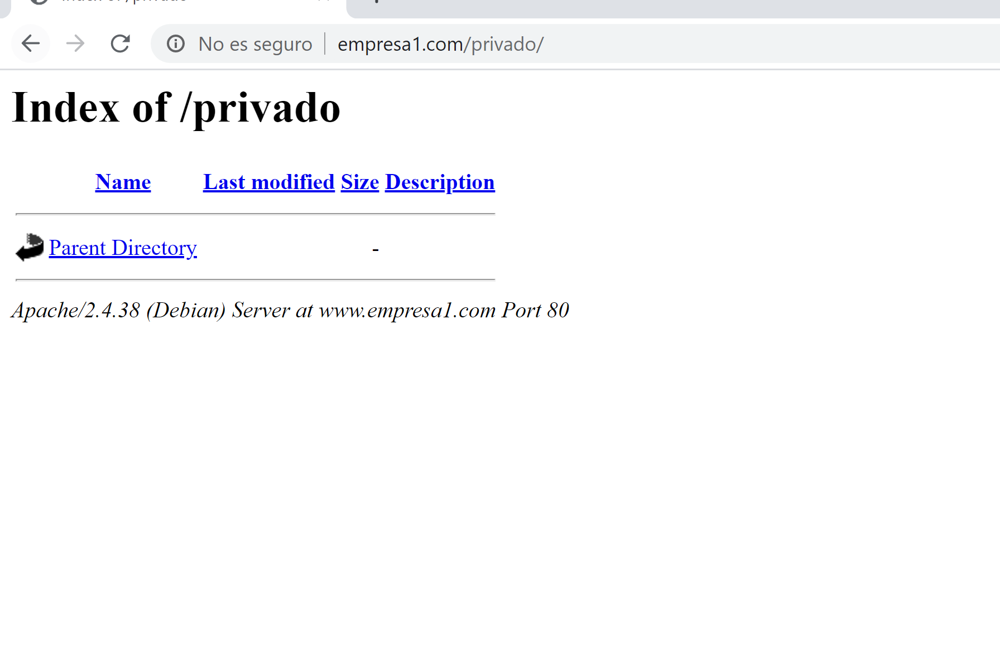 No es seguro empresa1.com/privado/
Index of /privado
Name Last modified Size Description
Parent Directory -
Apache/2.4.38 (Debian) Server at www.empresa1.com Port 80